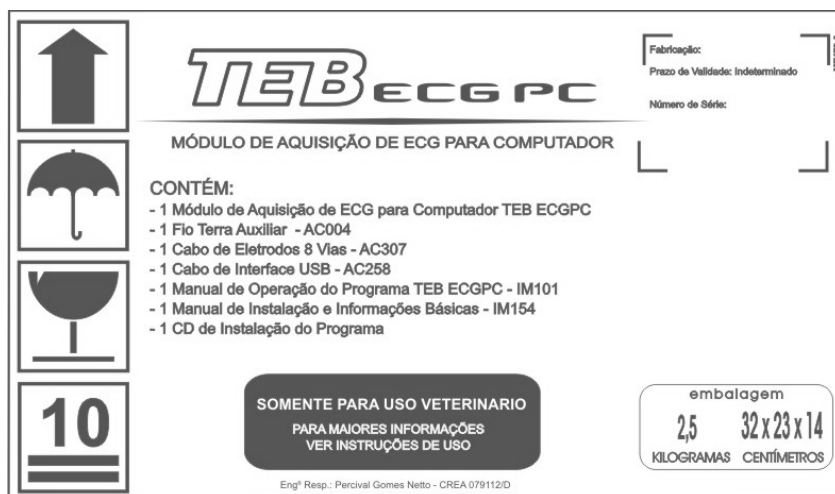 TEB ECG PC
MÓDULO DE AQUISIÇÃO DE ECG PARA COMPUTADOR
Fabricação:
Prazo de Validade: Indeterminado
Número de Série:
CONTÉM:
- 1 Módulo de Aquisição de ECG para Computador TEB ECGPC
- 1 Fio Terra Auxiliar - AC004
- 1 Cabo de Eletrodos 8 Vias - AC307
- 1 Cabo de Interface USB - AC258
- 1 Manual de Operação do Programa TEB ECGPC - IM101
- 1 Manual de Instalação e Informações Básicas - IM154
- 1 CD de Instalação do Programa
10
SOMENTE PARA USO VETERINARIO
PARA MAIORES INFORMAÇÕES
VER INSTRUÇÕES DE USO
Engº Resp.: Percival Gomes Netto - CREA 079112/D
embalagem
2,5 32 x 23 x 14
KILOGRAMAS CENTÍMETROS